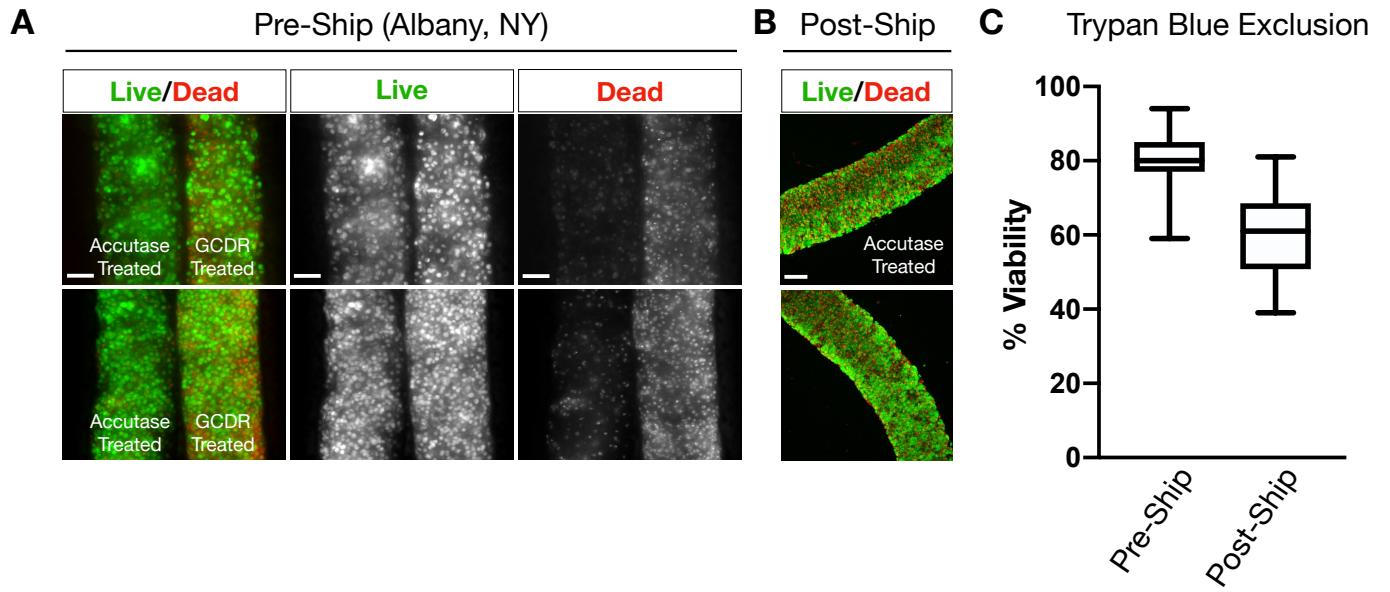 A
Pre-Ship (Albany, NY)
Live/Dead
Live
Dead
Accutase
Treated
GCDR
Treated
Accutase
Treated
GCDR
Treated
B
Post-Ship
Live/Dead
Accutase
Treated
C
Trypan Blue Exclusion
% Viability
100
80
60
40
20
0
Pre-Ship
Post-Ship